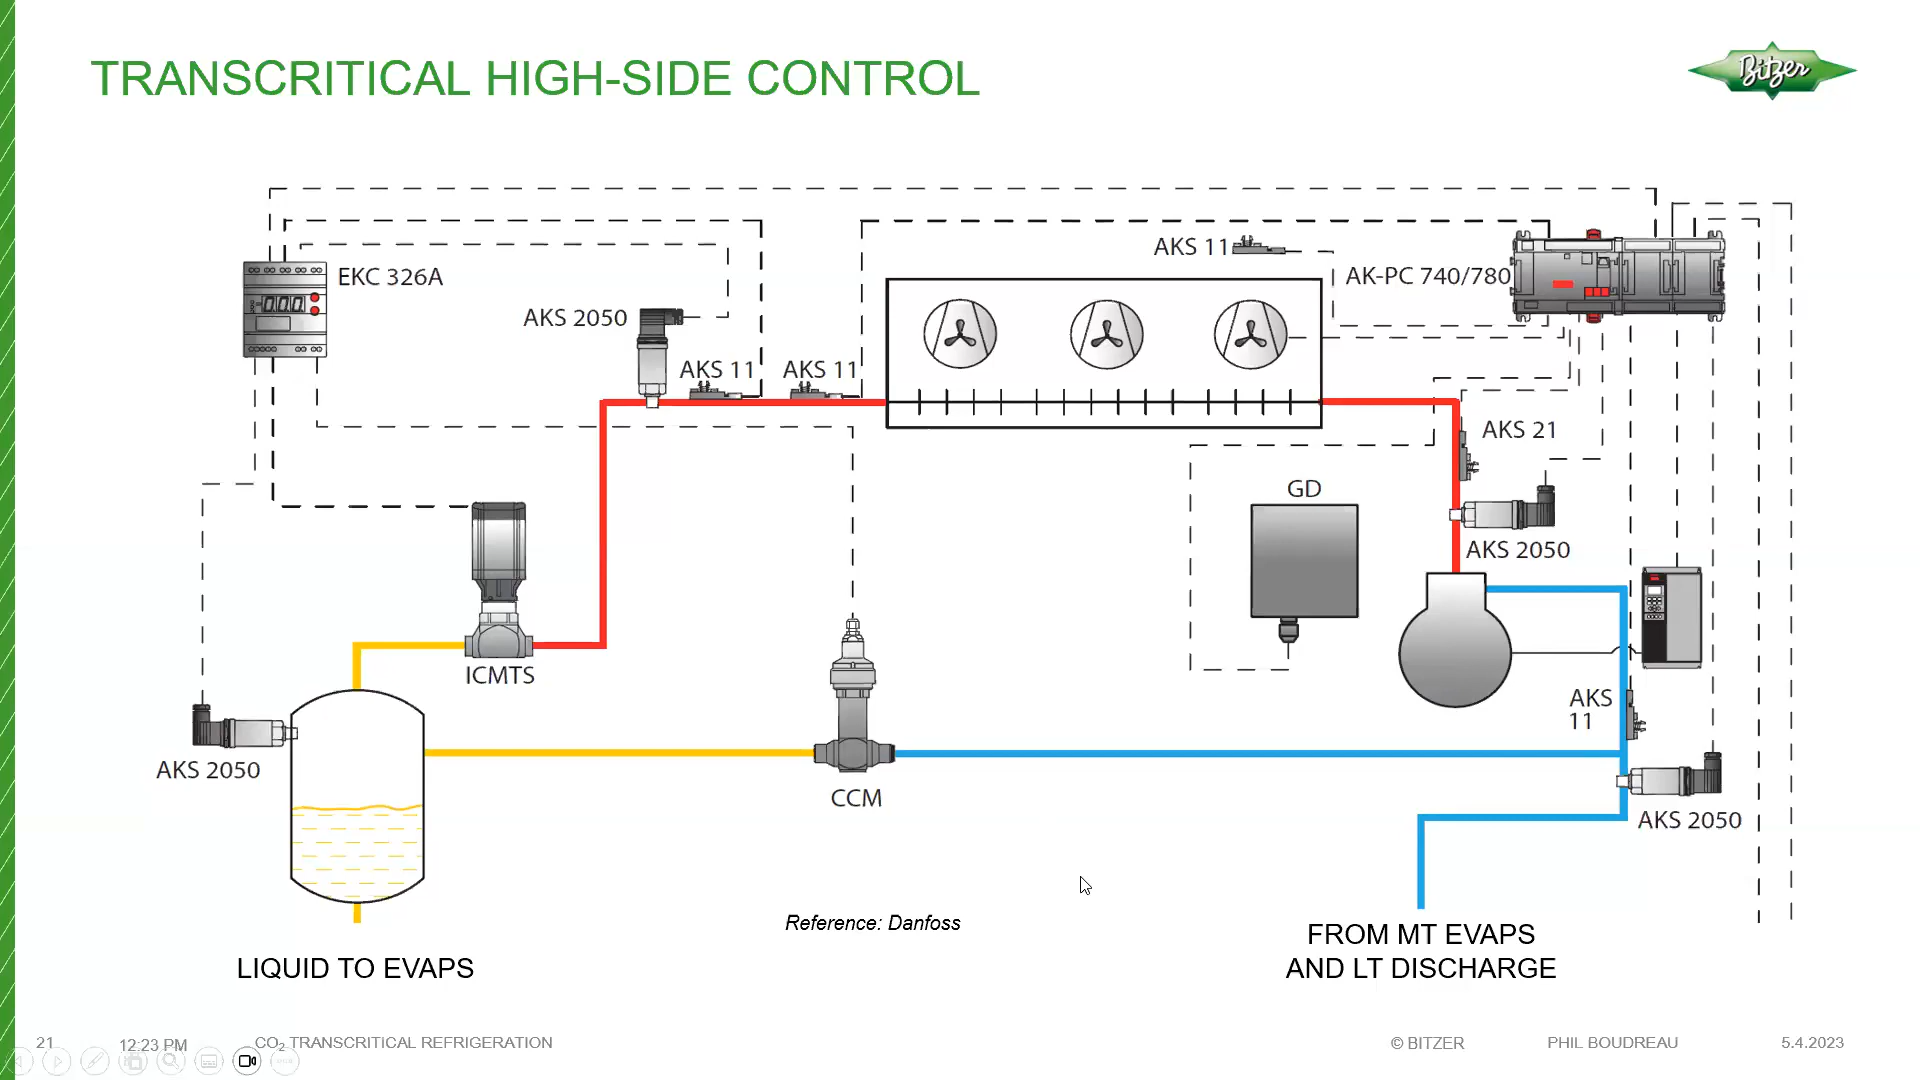 TRANSCRITICAL HIGH-SIDE CONTROL
Bitzer
EKC 326A
AKS 2050
AKS 11
AKS 11
AKS 11
AK-PC 740/780
000
AKS 21
AKS 2050
GD
ICMTS
AKS 2050
CCM
AKS
11
AKS 2050
Reference: Danfoss
LIQUID TO EVAPS
FROM MT EVAPS
AND LT DISCHARGE
21
12:23 PM
CO₂ TRANSCRITICAL REFRIGERATION
© BITZER
PHIL BOUDREAU
5.4.2023